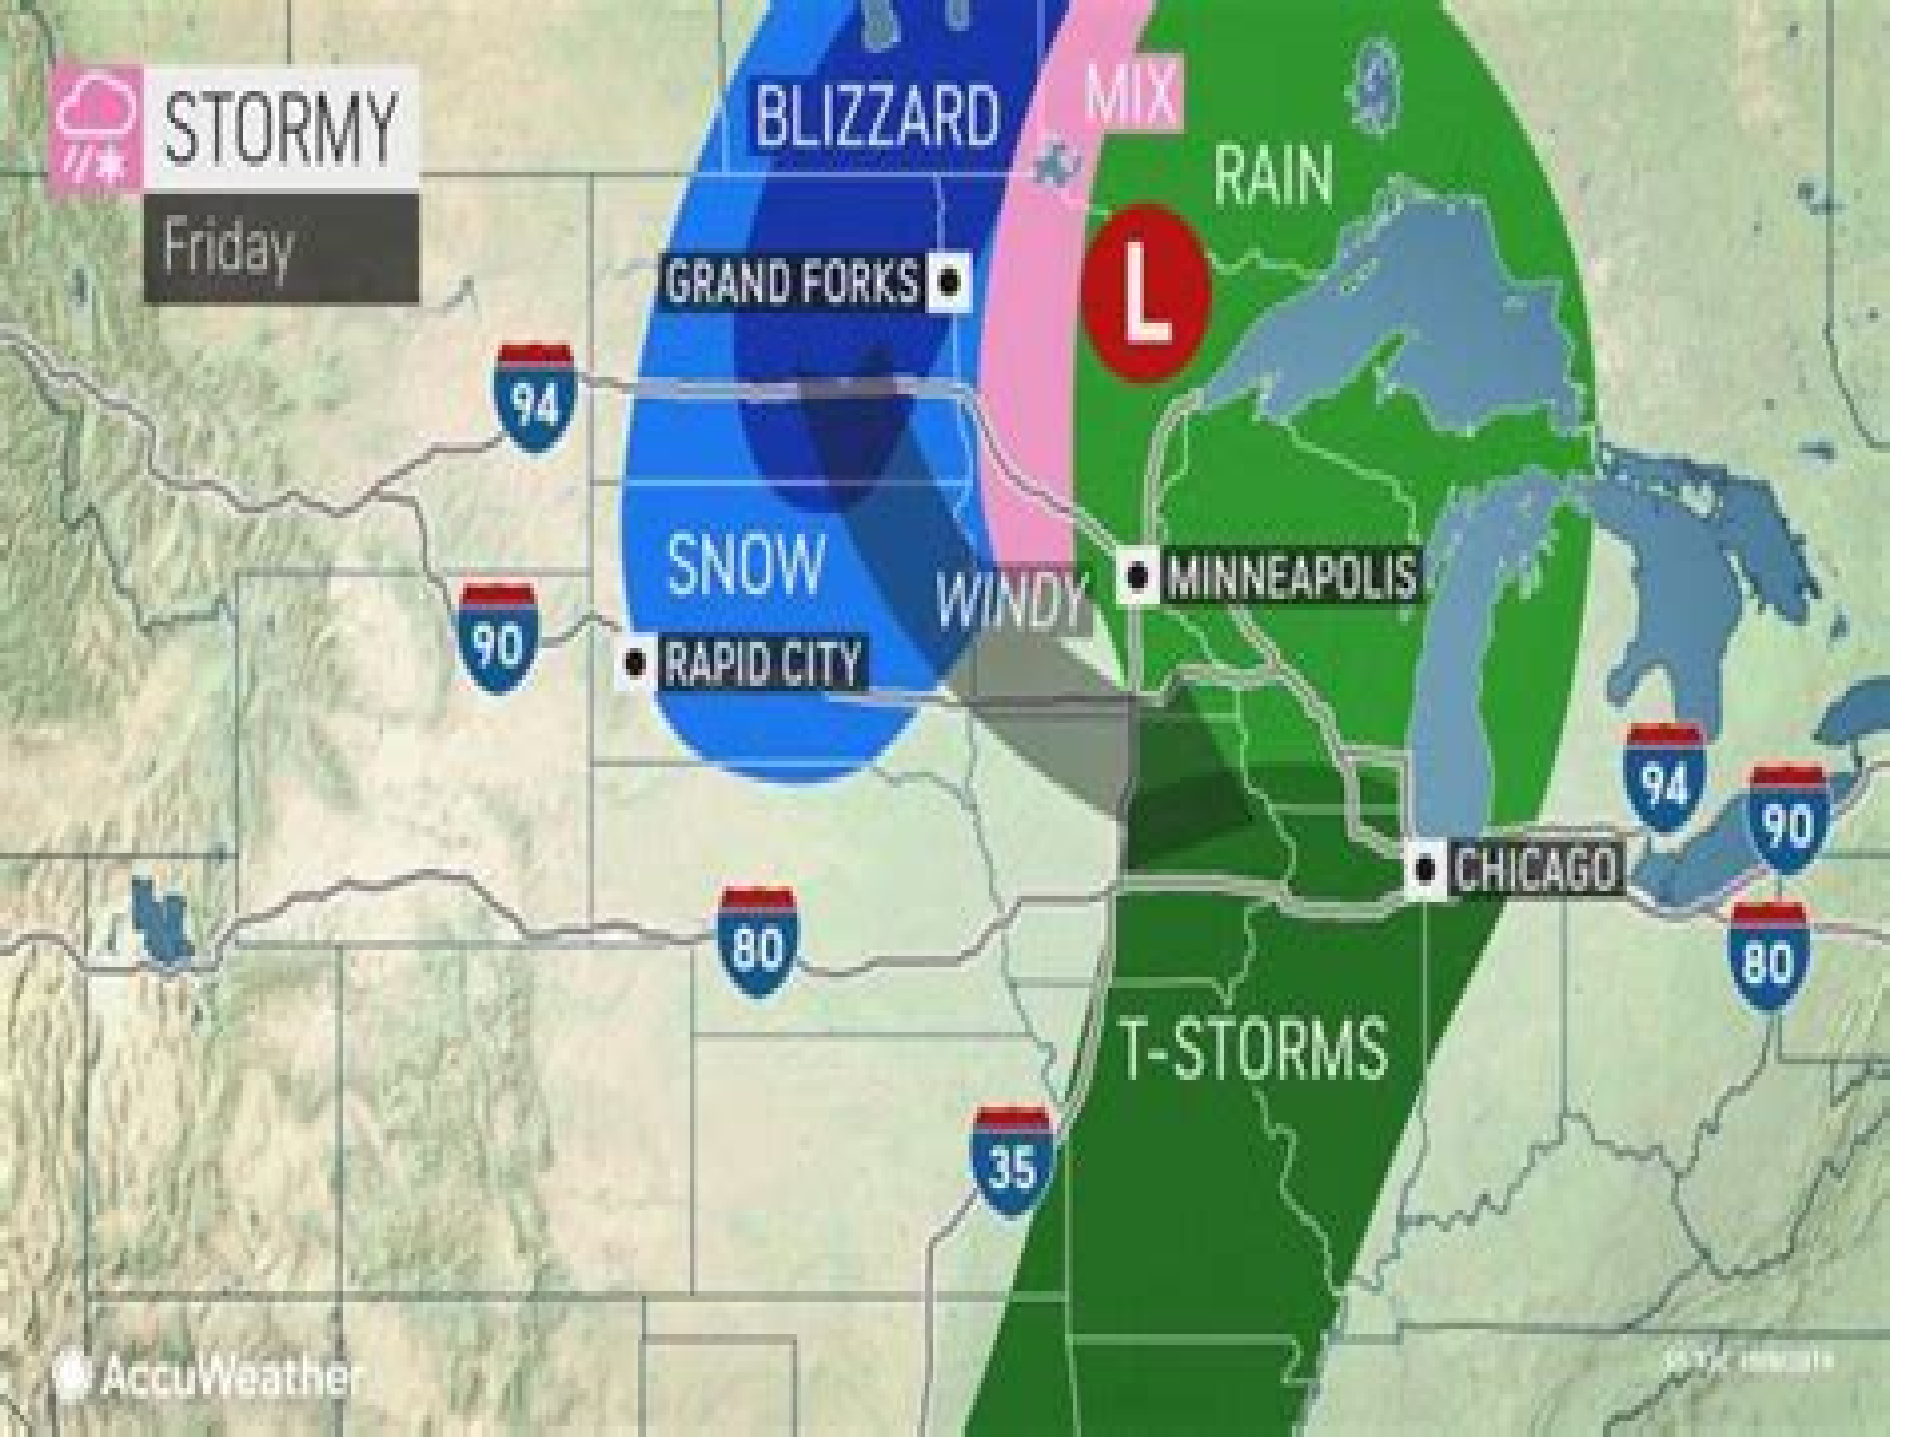 STORMY
Friday
BLIZZARD
MIX
RAIN
GRAND FORKS
L
94
SNOW
WINDY
MINNEAPOLIS
90
RAPID CITY
94
90
CHICAGO
80
80
T-STORMS
35
AccuWeather